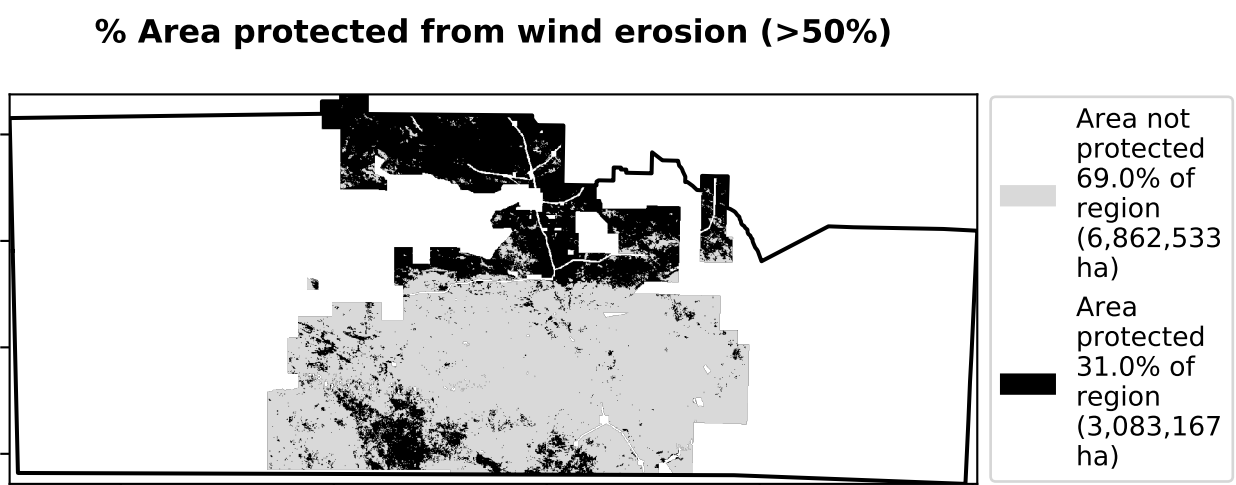 % Area protected from wind erosion (>50%)
Area not
protected
69.0% of
region
(6,862,533
ha)
Area
protected
31.0% of
region
(3,083,167
ha)